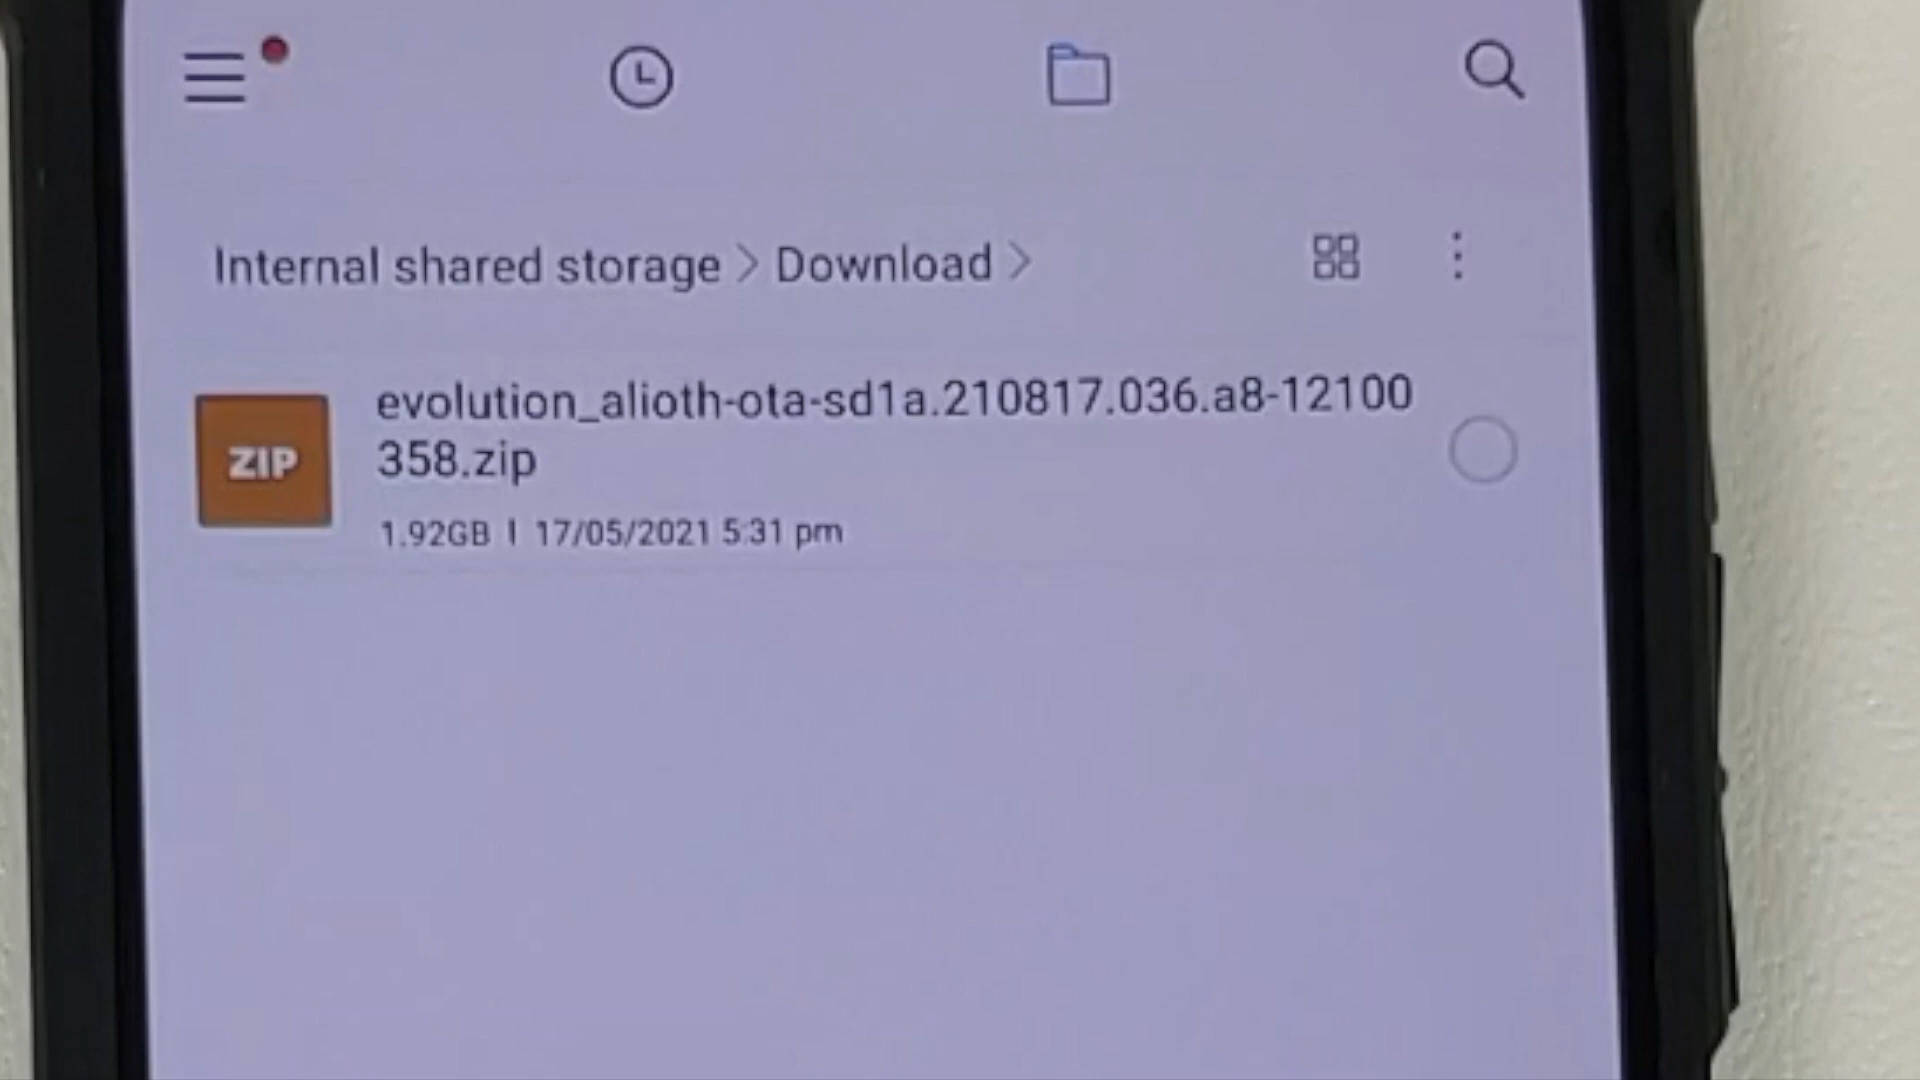 Internal shared storage > Download >
evolution_alioth-ota-sd1a.210817.036.a8-12100
358.zip
ZIP
1.92GB | 17/05/2021 5:31 pm